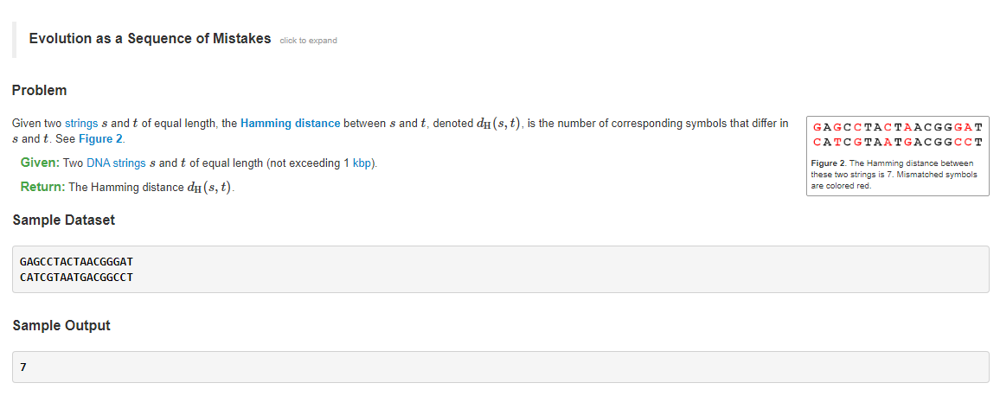 Evolution as a Sequence of Mistakes click to expand
Problem
Given two strings s and t of equal length, the Hamming distance between s and t, denoted dH(s, t), is the number of corresponding symbols that differ in
s and t. See Figure 2.
Given: Two DNA strings s and t of equal length (not exceeding 1 kbp).
Return: The Hamming distance dH(s, t).
GAGCCTACTAACGGGAT
CATCGTAATGACGGCCT
Figure 2. The Hamming distance between
these two strings is 7. Mismatched symbols
are colored red.
Sample Dataset
GAGCCTACTAACGGGAT
CATCGTAATGACGGCCT
Sample Output
7